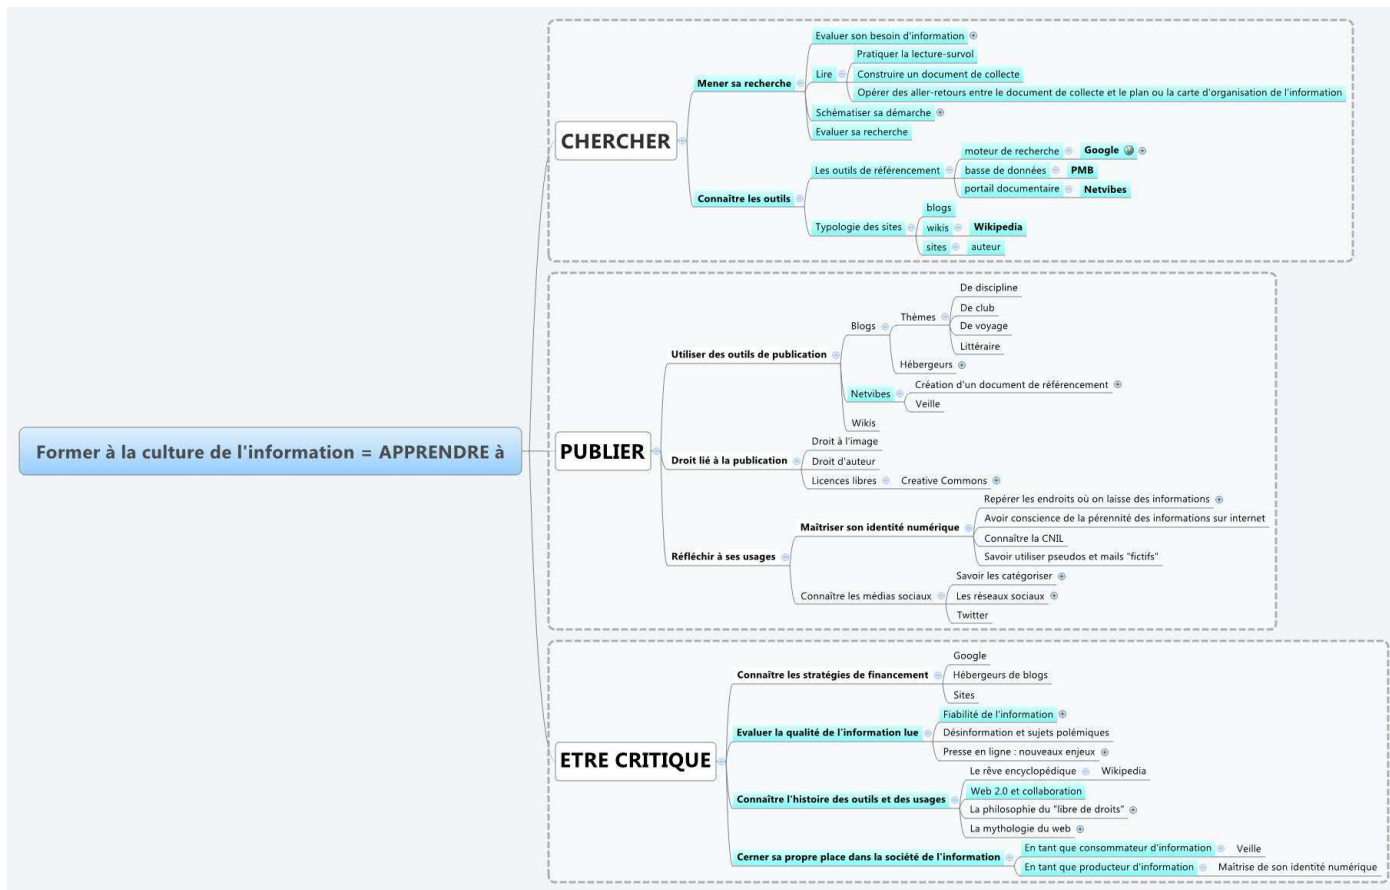 Former à la culture de l'information = APPRENDRE à
CHERCHER
Mener sa recherche
Evaluer son besoin d'information
Lire
Pratiquer la lecture-survol
Construire un document de collecte
Opérer des aller-retours entre le document de collecte et le plan ou la carte d'organisation de l'information
Schématiser sa démarche
Evaluer sa recherche
Connaître les outils
Les outils de référencement
moteur de recherche
Google
basse de données
PMB
portail documentaire
Netvibes
Typologie des sites
blogs
wikis
Wikipedia
sites
auteur
PUBLIER
Utiliser des outils de publication
Blogs
Thèmes
De discipline
De club
De voyage
Littéraire
Hébergeurs
Netvibes
Création d'un document de référencement
Veille
Wikis
Droit lié à la publication
Droit à l'image
Droit d'auteur
Licences libres
Creative Commons
Réfléchir à ses usages
Maîtriser son identité numérique
Repérer les endroits où on laisse des informations
Avoir conscience de la pérennité des informations sur internet
Connaître la CNIL
Savoir utiliser pseudos et mails "fictifs"
Connaître les médias sociaux
Savoir les catégoriser
Les réseaux sociaux
Twitter
ETRE CRITIQUE
Connaître les stratégies de financement
Google
Hébergeurs de blogs
Sites
Evaluer la qualité de l'information lue
Fiabilité de l'information
Désinformation et sujets polémiques
Presse en ligne : nouveaux enjeux
Connaître l'histoire des outils et des usages
Le rêve encyclopédique
Wikipedia
Web 2.0 et collaboration
La philosophie du "libre de droits"
La mythologie du web
Cerner sa propre place dans la société de l'information
En tant que consommateur d'information
Veille
En tant que producteur d'information
Maîtrise de son identité numérique